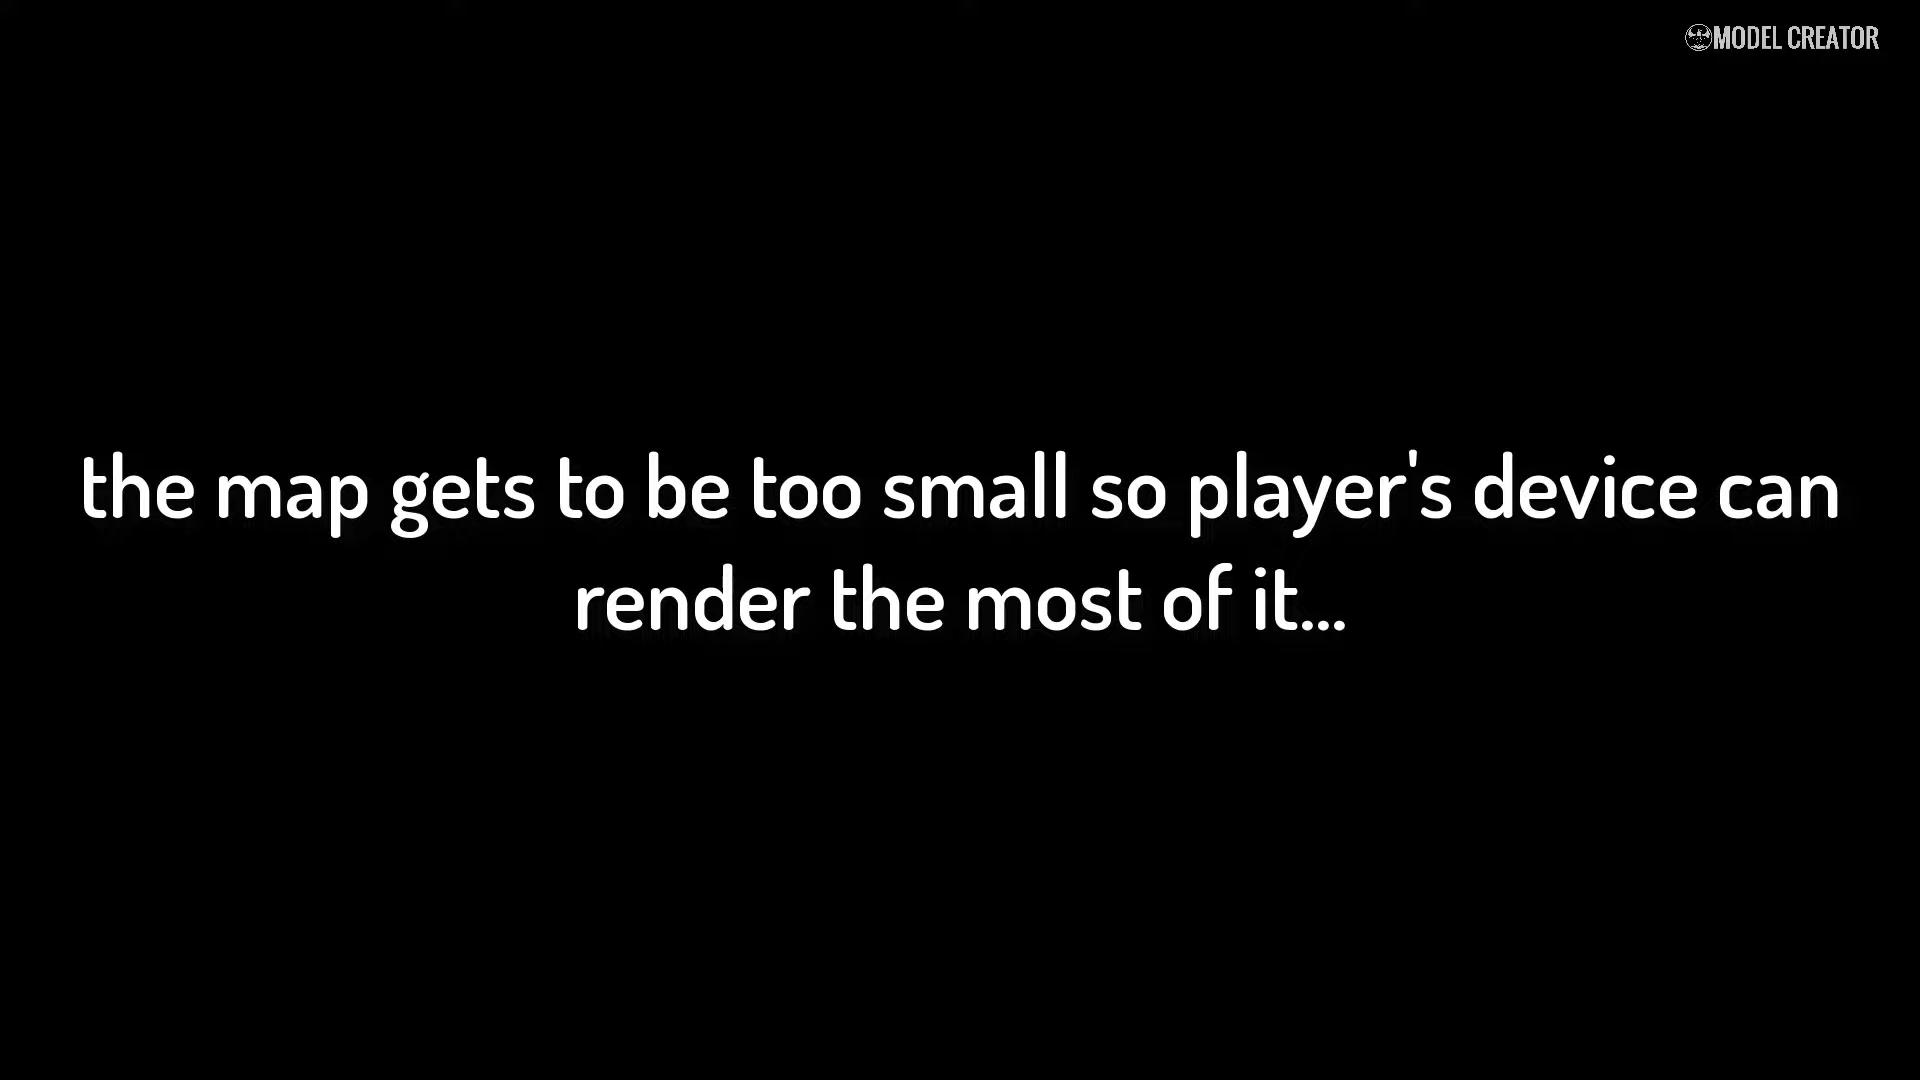 MODEL CREATOR
the map gets to be too small so player's device can
render the most of it...